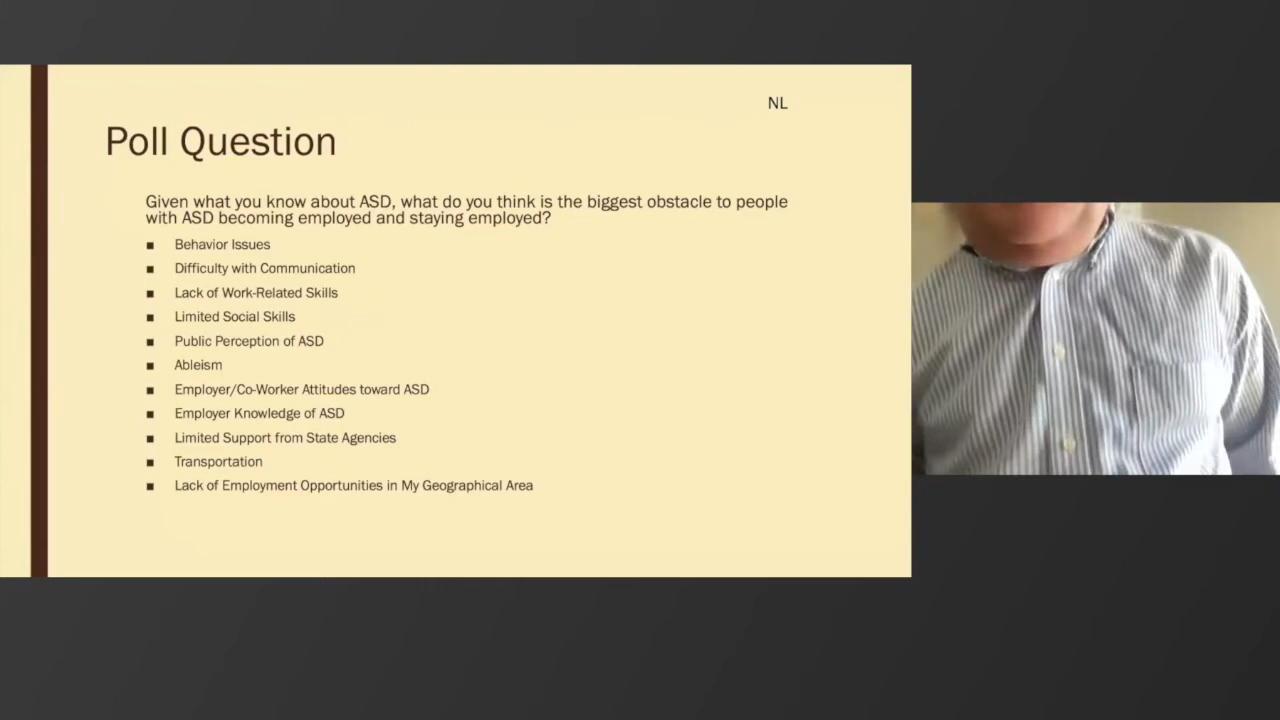 NL
Poll Question
Given what you know about ASD, what do you think is the biggest obstacle to people
with ASD becoming employed and staying employed?
■ Behavior Issues
■ Difficulty with Communication
■ Lack of Work-Related Skills
■ Limited Social Skills
■ Public Perception of ASD
■ Ableism
■ Employer/Co-Worker Attitudes toward ASD
■ Employer Knowledge of ASD
■ Limited Support from State Agencies
■ Transportation
■ Lack of Employment Opportunities in My Geographical Area